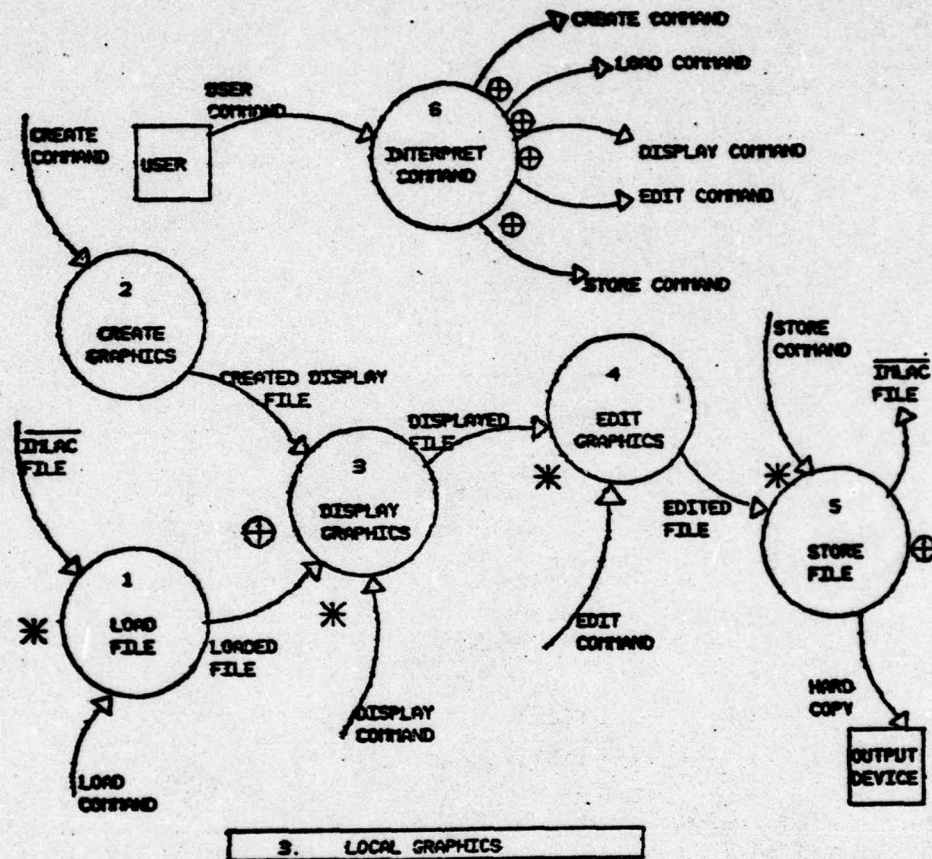 CREATE COMMAND
LOAD COMMAND
DISPLAY COMMAND
EDIT COMMAND
STORE COMMAND
USER
COMMAND
6
INTERPRET
COMMAND
USER
CREATE
COMMAND
2
CREATE
GRAPHICS
CREATED DISPLAY
FILE
IMLAC
FILE
1
LOAD
FILE
LOADED
FILE
LOAD
COMMAND
3
DISPLAY
GRAPHICS
DISPLAY
COMMAND
DISPLAYED
FILE
4
EDIT
GRAPHICS
EDIT
COMMAND
EDITED
FILE
STORE
COMMAND
IMLAC
FILE
5
STORE
FILE
HARD
COPY
OUTPUT
DEVICE
3. LOCAL GRAPHICS